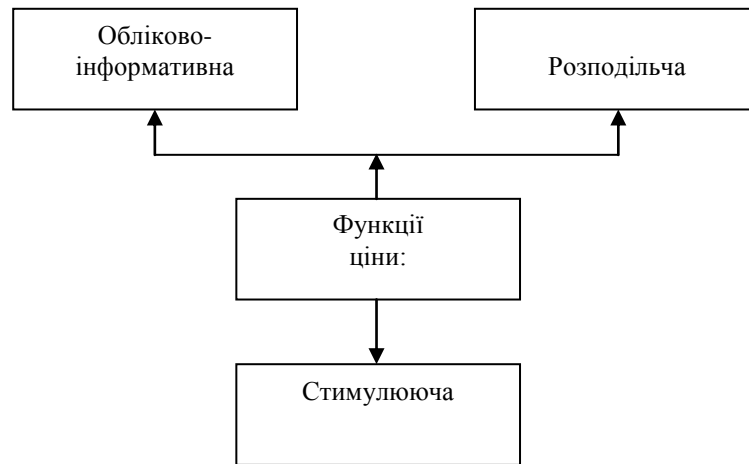 Обліково-
інформативна
Розподільча
Функції
ціни:
Стимулююча